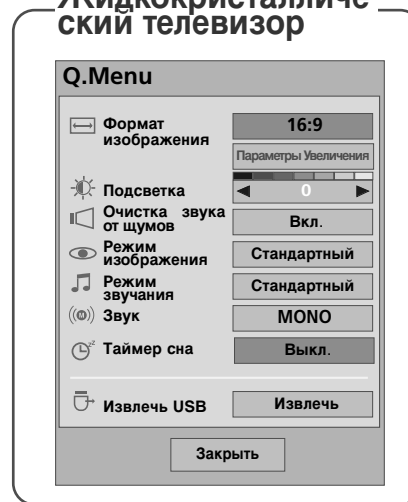 Жидкокристалличе
ский телевизор
Q.Menu
Формат
изображения
16:9
Параметры Увеличения
Подсветка
0
Очистка звука
от щумов
Вкл.
Режим
изображения
Стандартный
Режим
звучания
Стандартный
Звук
MONO
Таймер сна
Выкл.
Извлечь USB
Извлечь
Закрыть